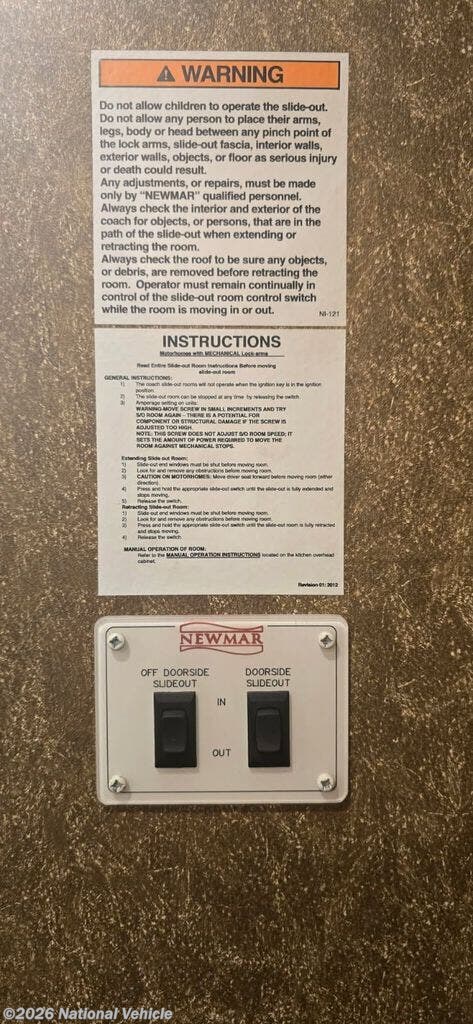 ⚠ WARNING
Do not allow children to operate the slide-out.
Do not allow any person to place their arms,
legs, body or head between any pinch point of
the lock arms, slide-out fascia, interior walls,
exterior walls, objects, or floor as serious injury
or death could result.
Any adjustments, or repairs, must be made
only by "NEWMAR" qualified personnel.
Always check the interior and exterior of the
coach for objects, or persons, that are in the
path of the slide-out when extending or
retracting the room.
Always check the roof to be sure any objects,
or debris, are removed before retracting the
room. Operator must remain continually in
control of the slide-out room control switch
while the room is moving in or out.
NI-121
INSTRUCTIONS
Motorhomes with MECHANICAL Lock-arms
Read Entire Slide-out Room Instructions Before moving
slide-out room
GENERAL INSTRUCTIONS:
1) The coach slide-out rooms will not operate when the ignition key is in the ignition
position.
2) The slide-out room can be stopped at any time by releasing the switch.
3) Amperage setting on units:
WARNING-MOVE SCREW IN SMALL INCREMENTS AND TRY
S/O ROOM AGAIN - THERE IS A POTENTIAL FOR
COMPONENT OR STRUCTURAL DAMAGE IF THE SCREW IS
ADJUSTED TOO HIGH.
NOTE: THIS SCREW DOES NOT ADJUST S/O ROOM SPEED; IT
SETS THE AMOUNT OF POWER REQUIRED TO MOVE THE
ROOM AGAINST MECHANICAL STOPS.
Extending Slide out Room:
1) Slide-out end windows must be shut before moving room.
2) Look for and remove any obstructions before moving room.
3) CAUTION ON MOTORHOMES: Move driver seat forward before moving room (either
direction).
4) Press and hold the appropriate slide-out switch until the slide-out is fully extended and
stops moving.
5) Release the switch.
Retracting Slide-out Room:
1) Slide-out end windows must be shut before moving room.
2) Look for and remove any obstructions before moving room.
3) Press and hold the appropriate slide-out switch until the slide-out room is fully retracted
and stops moving.
4) Release the switch.
MANUAL OPERATION OF ROOM:
Refer to the MANUAL OPERATION INSTRUCTIONS located on the kitchen overhead
cabinet.
Revision 01: 2012
NEWMAR
OFF DOORSIDE
SLIDEOUT
DOORSIDE
SLIDEOUT
IN
OUT
©2026 National Vehicle